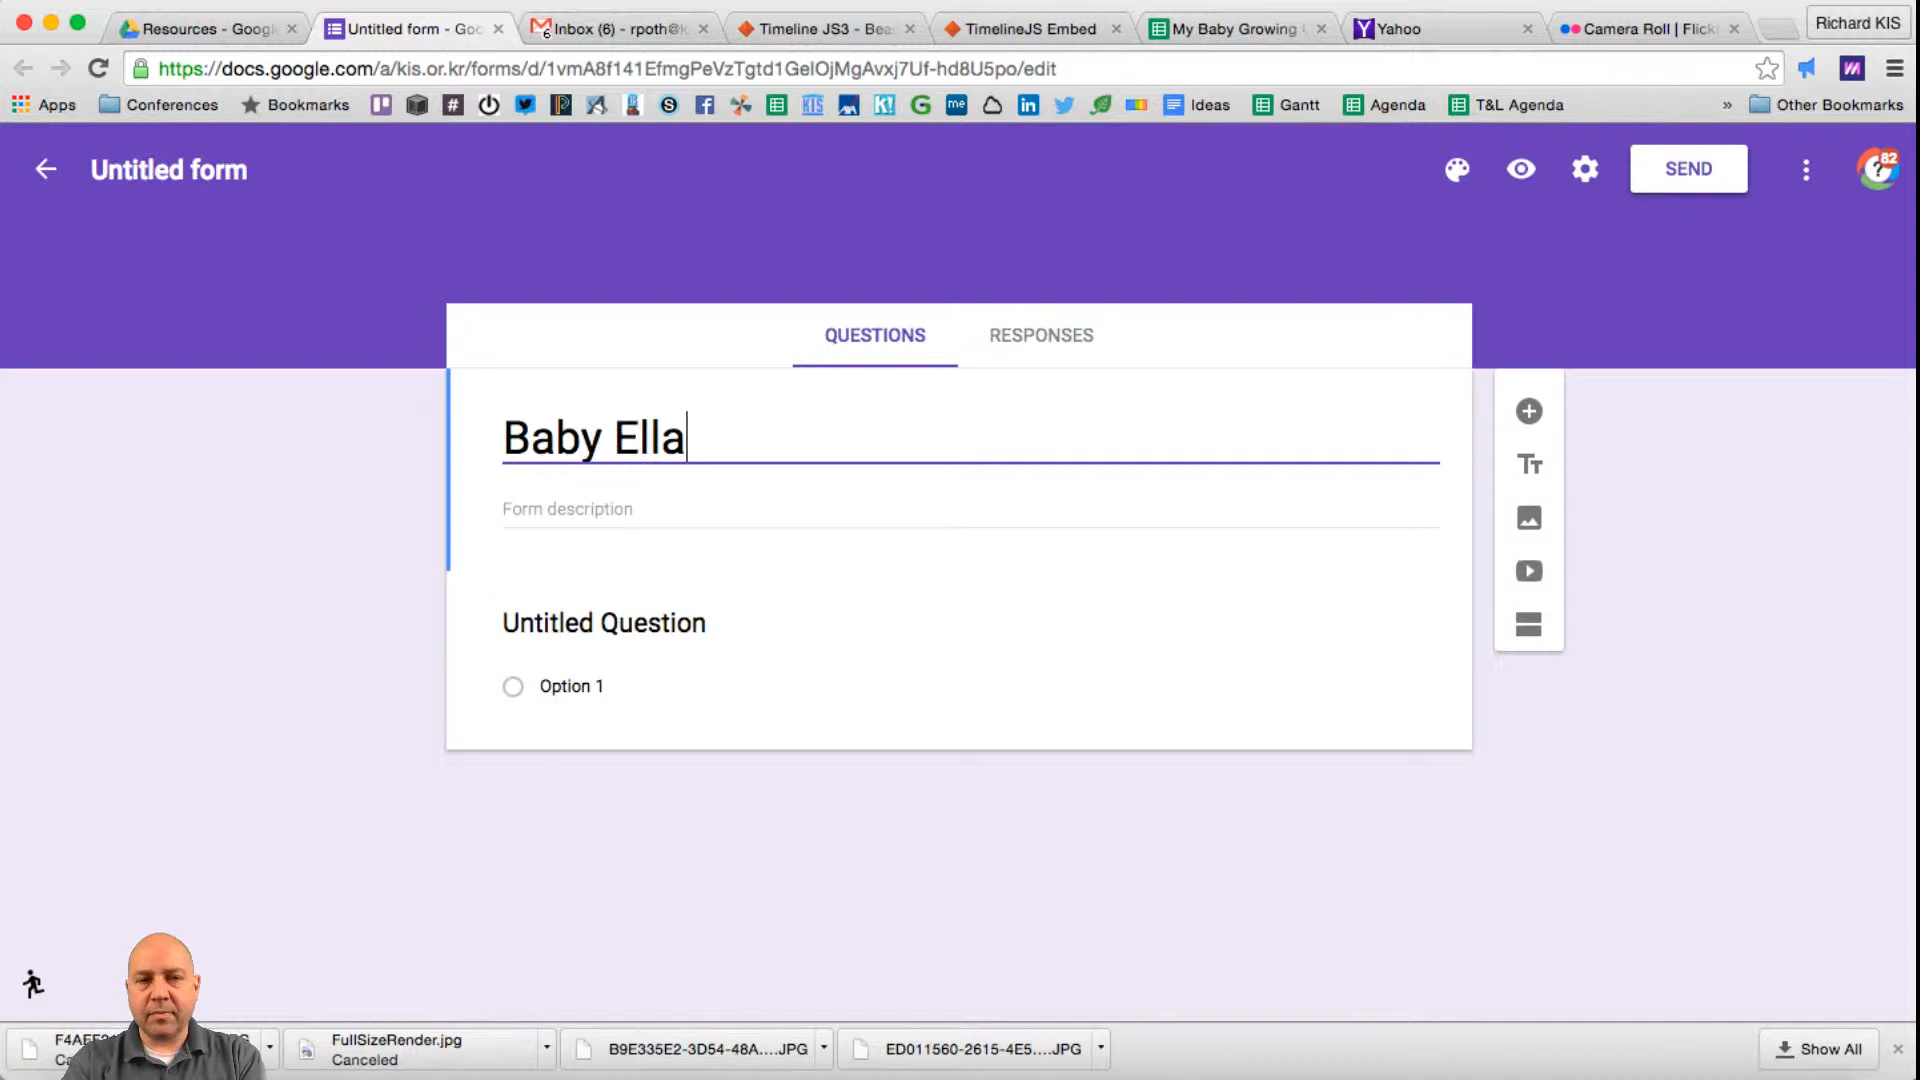 Resources - Googl
Untitled form - Goo
Inbox (6) - rpoth@k
Timeline JS3 - Bea
TimelineJS Embed
My Baby Growing
Yahoo
Camera Roll | Flick
Richard KIS
https://docs.google.com/a/kis.or.kr/forms/d/1vmA8f141EfmgPeVzTgtd1GelOjMgAvxj7Uf-hd8U5po/edit
Apps
Conferences
Bookmarks
Ideas
Gantt
Agenda
T&L Agenda
»
Other Bookmarks
Untitled form
SEND
82
QUESTIONS
RESPONSES
Baby Ella
Form description
Untitled Question
Option 1
FullSizeRender.jpg
Canceled
B9E335E2-3D54-48A....JPG
ED011560-2615-4E5....JPG
Show All